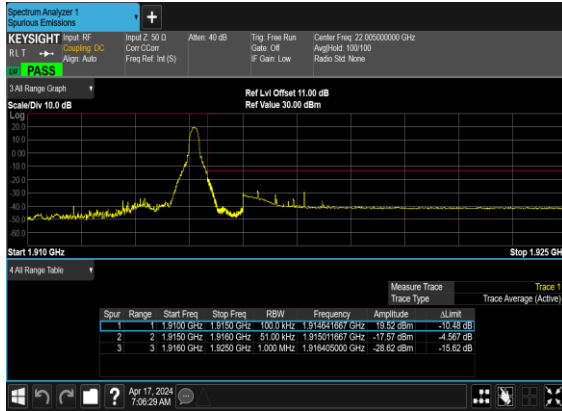 Spectrum Analyzer 1
Spurious Emissions
KEYSIGHT Input: RF Input Z: 50 Ω Atten: 40 dB Trig: Free Run Center Freq: 22.005000000 GHz
RLT Coupling: DC Corr CCorr Gate: Off Avg|Hold: 100/100
Align: Auto Freq Ref: Int (S) IF Gain: Low Radio Std: None
LXI PASS
3 All Range Graph
Ref Lvl Offset 11.00 dB
Scale/Div 10.0 dB Ref Value 30.00 dBm
Log
20.0
10.0
0.00
-10.0
-20.0
-30.0
-40.0
-50.0
-60.0
Start 1.910 GHz Stop 1.925 GH
4 All Range Table
Measure Trace Trace 1
Trace Type Trace Average (Active)
Spur Range Start Freq Stop Freq RBW Frequency Amplitude ΔLimit
1 1 1.9100 GHz 1.9150 GHz 100.0 kHz 1.914641667 GHz 19.52 dBm -10.48 dB
2 2 1.9150 GHz 1.9160 GHz 51.00 kHz 1.915011667 GHz -17.57 dBm -4.567 dB
3 3 1.9160 GHz 1.9250 GHz 1.000 MHz 1.916405000 GHz -28.62 dBm -15.62 dB
Apr 17, 2024
7:06:29 AM